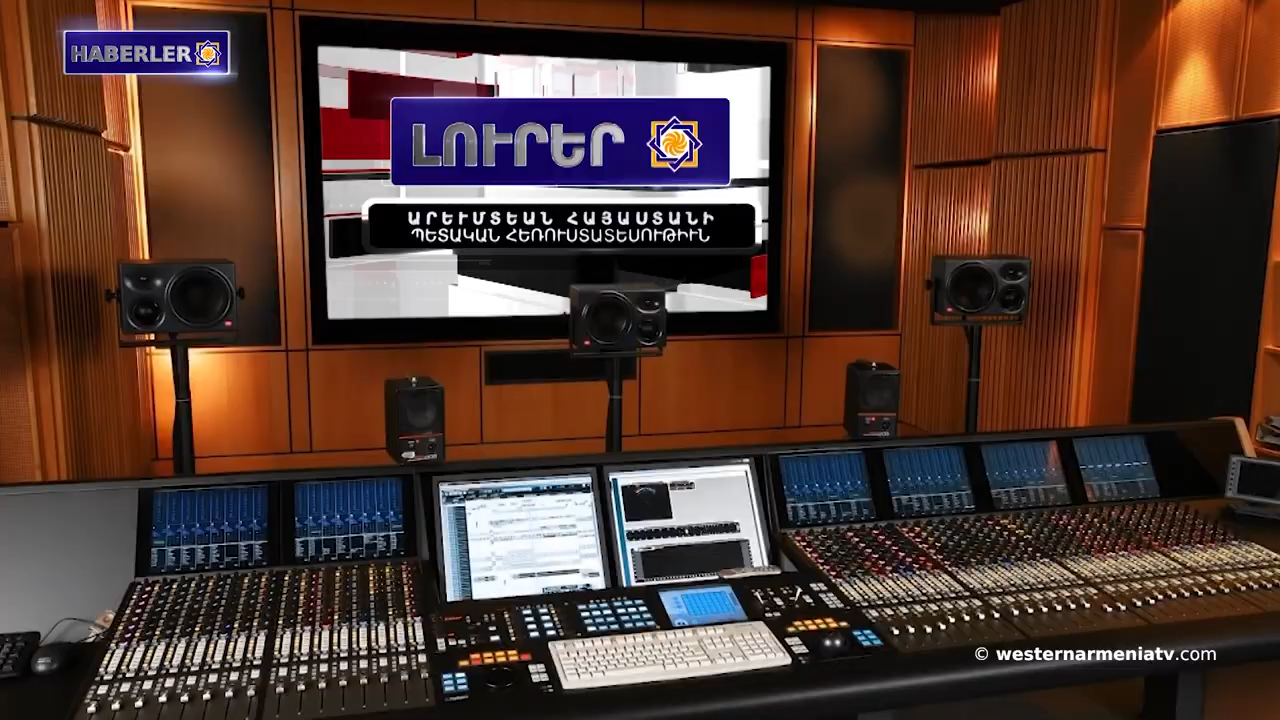 HABERLER
ԼՈՒՐԵՐ
ԱՐԵՒՄՏԵԱՆ ՀԱՅԱՍՏԱՆԻ
ՊԵՏԱԿԱՆ ՀԵՌՈՒՍՏԱՏԵՍՈՒԹԻՒՆ
© westernarmeniatv.com